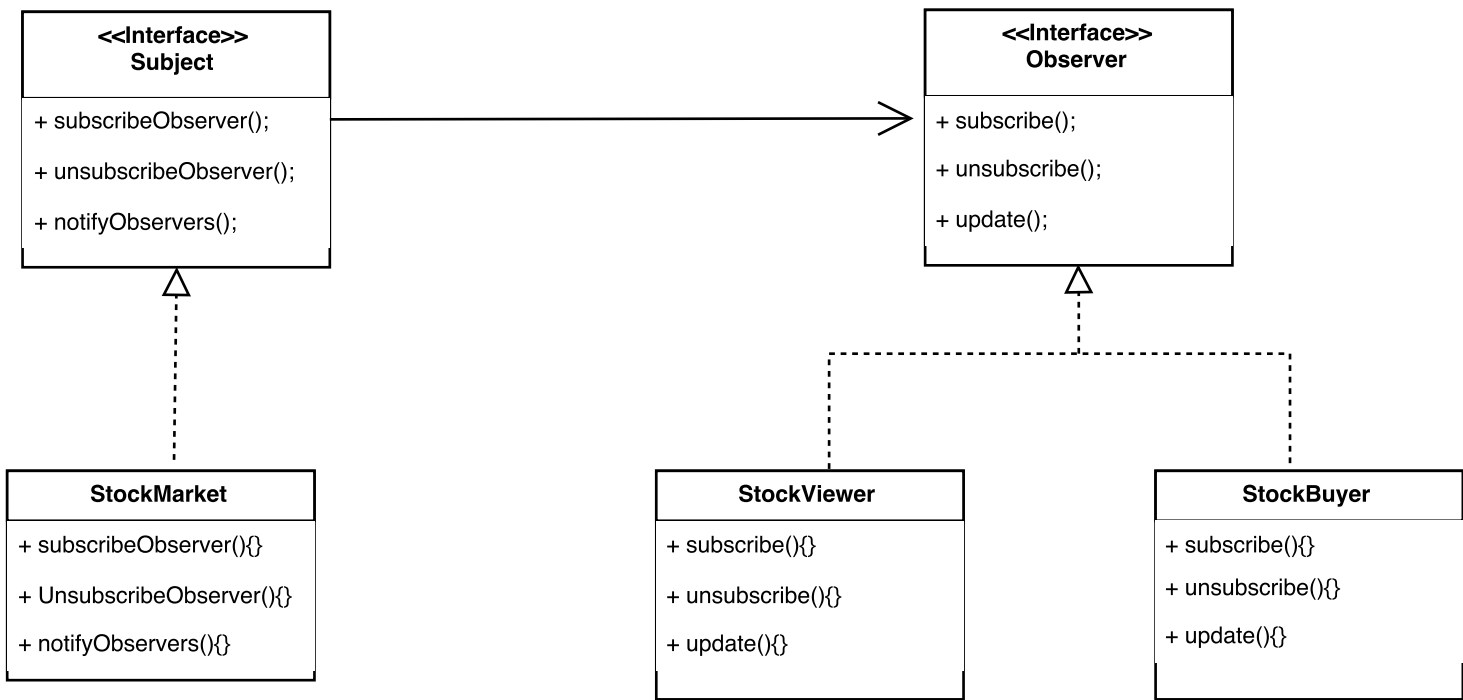 <<Interface>>
Subject
+ subscribeObserver();
+ unsubscribeObserver();
+ notifyObservers();
<<Interface>>
Observer
+ subscribe();
+ unsubscribe();
+ update();
StockMarket
+ subscribeObserver(){}
+ UnsubscribeObserver(){}
+ notifyObservers(){}
StockViewer
+ subscribe(){}
+ unsubscribe(){}
+ update(){}
StockBuyer
+ subscribe(){}
+ unsubscribe(){}
+ update(){}